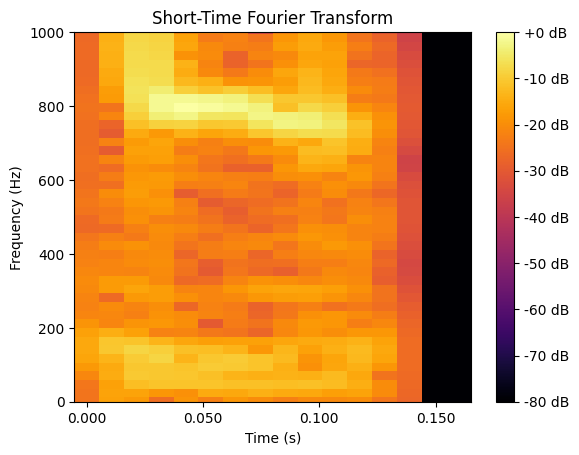 Short-Time Fourier Transform
1000
800
600
400
200
0
Frequency (Hz)
0.000
0.050
0.100
0.150
Time (s)
+0 dB
-10 dB
-20 dB
-30 dB
-40 dB
-50 dB
-60 dB
-70 dB
-80 dB